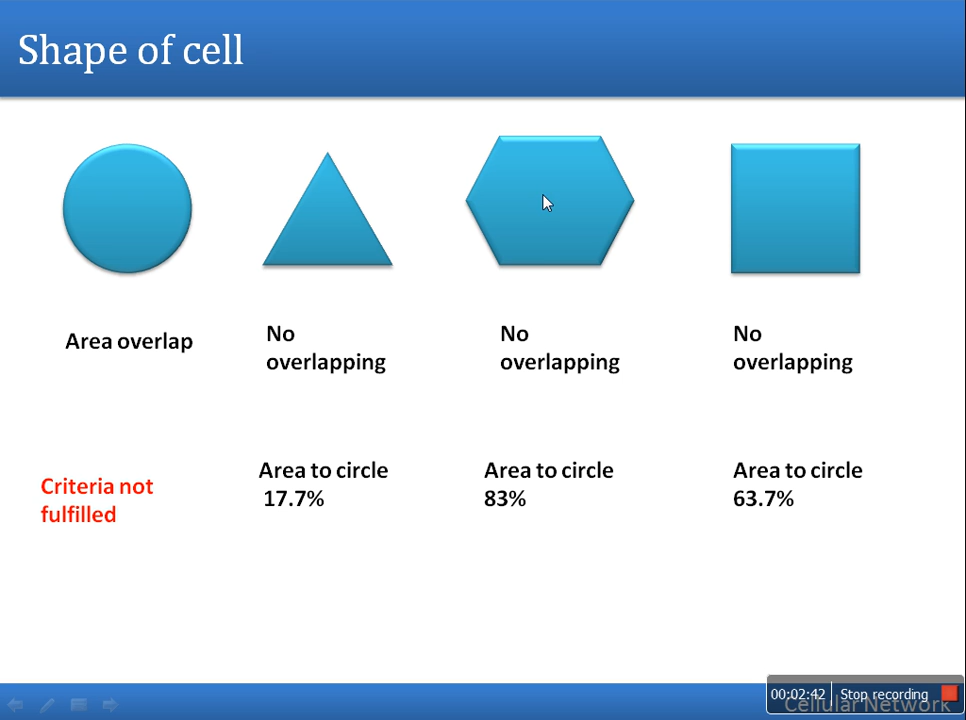 Shape of cell
Area overlap
No
overlapping
No
overlapping
No
overlapping
Criteria not
fulfilled
Area to circle
17.7%
Area to circle
83%
Area to circle
63.7%
00:02:42
Stop recording
Cellular Network